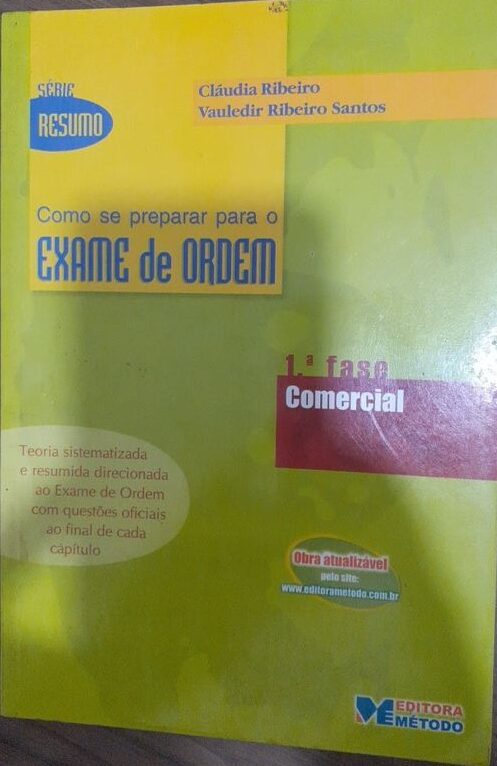 Cláudia Ribeiro
Vauledir Ribeiro Santos
SÉRIE
RESUMO
Como se preparar para o
EXAME de ORDEM
1.ª fase
Comercial
Teoria sistematizada
e resumida direcionada
ao Exame de Ordem
com questões oficiais
ao final de cada
capítulo
Obra atualizável
pelo site:
www.editorametodo.com.br
EDITORA
MÉTODO